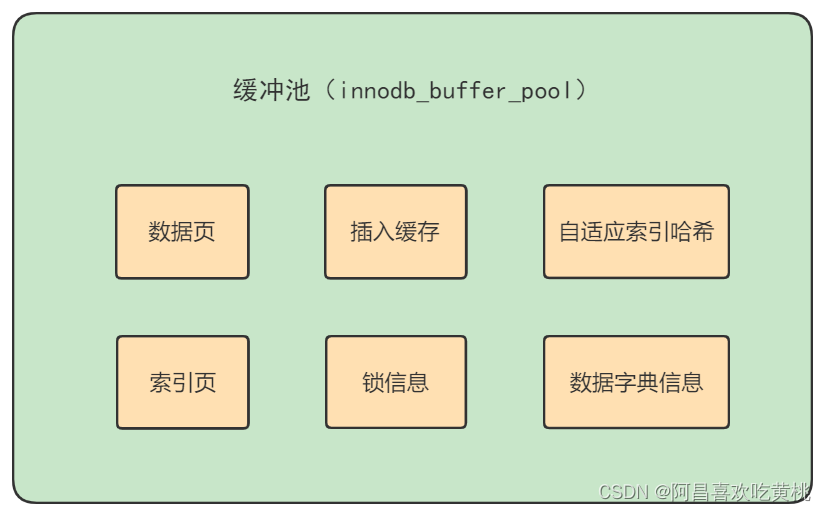 缓冲池（innodb_buffer_pool）
数据页 插入缓存 自适应索引哈希
索引页 锁信息 数据字典信息
CSDN @阿昌喜欢吃黄桃